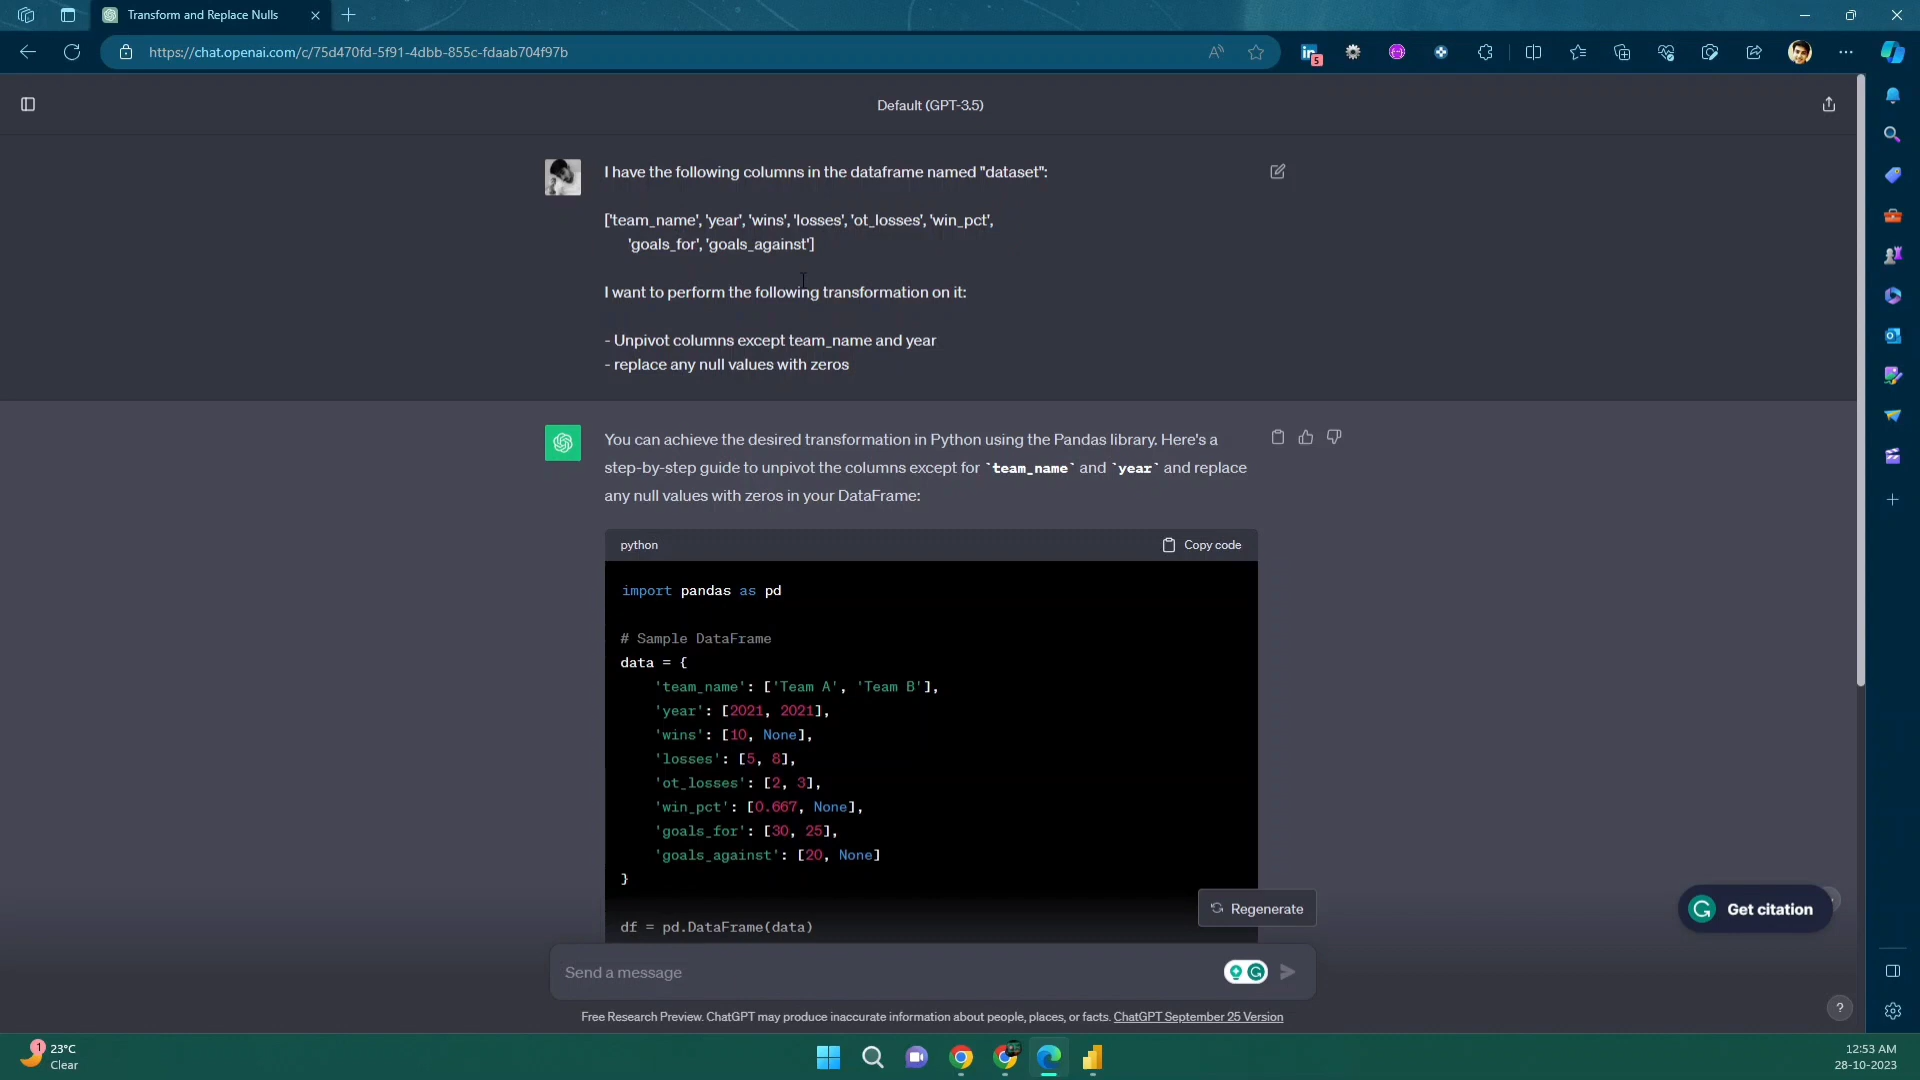 Transform and Replace Nulls
https://chat.openai.com/c/75d470fd-5f91-4dbb-855c-fdaab704f97b
5
Default (GPT-3.5)
I have the following columns in the dataframe named "dataset":
['team_name', 'year', 'wins', 'losses', 'ot_losses', 'win_pct',
'goals_for', 'goals_against']
I want to perform the following transformation on it:
- Unpivot columns except team_name and year
- replace any null values with zeros
You can achieve the desired transformation in Python using the Pandas library. Here's a
step-by-step guide to unpivot the columns except for `team_name` and `year` and replace
any null values with zeros in your DataFrame:
python
Copy code
import pandas as pd
# Sample DataFrame
data = {
'team_name': ['Team A', 'Team B'],
'year': [2021, 2021],
'wins': [10, None],
'losses': [5, 8],
'ot_losses': [2, 3],
'win_pct': [0.667, None],
'goals_for': [30, 25],
'goals_against': [20, None]
}
df = pd.DataFrame(data)
Regenerate
Get citation
Send a message
Free Research Preview. ChatGPT may produce inaccurate information about people, places, or facts. ChatGPT September 25 Version
?
1
23°C
Clear
12:53 AM
28-10-2023